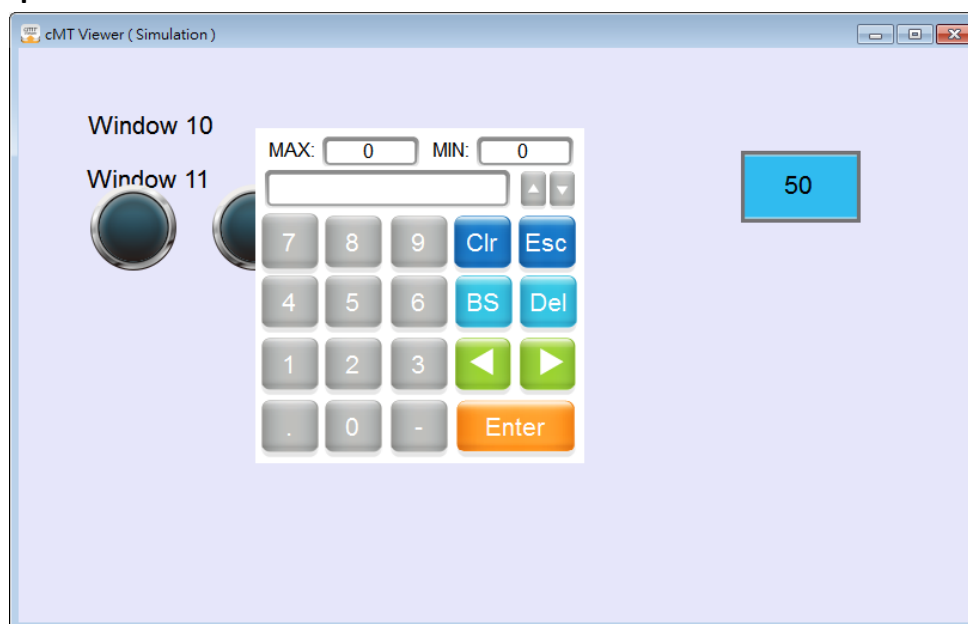 cMT Viewer ( Simulation )
Window 10
Window 11
MAX: 0 MIN: 0
7 8 9 Clr Esc
4 5 6 BS Del
1 2 3
. 0 - Enter
50